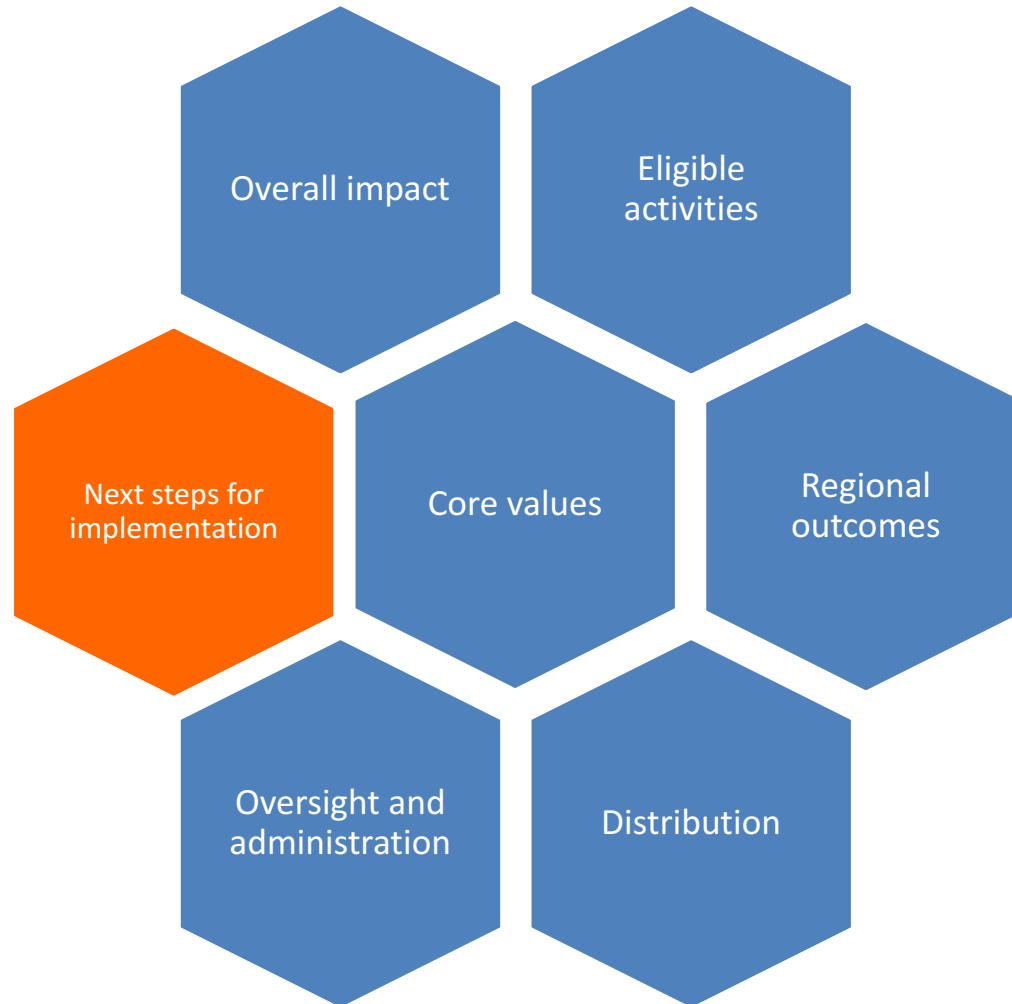 Overall impact
Eligible
activities
Next steps for
implementation
Core values
Regional
outcomes
Oversight and
administration
Distribution